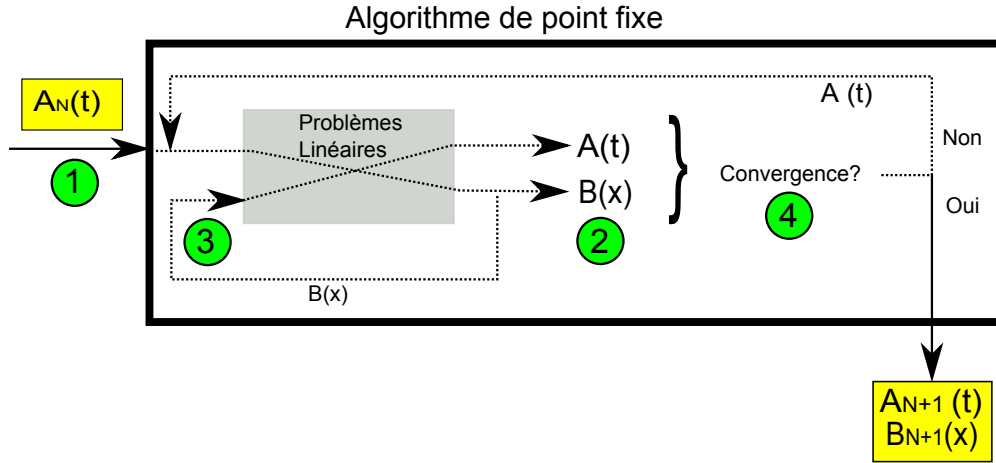 Algorithme de point fixe
AN(t)
1
A (t)
Problèmes
Linéaires
A(t)
B(x)
2
3
B(x)
Convergence?
4
Non
Oui
AN+1 (t)
BN+1(x)